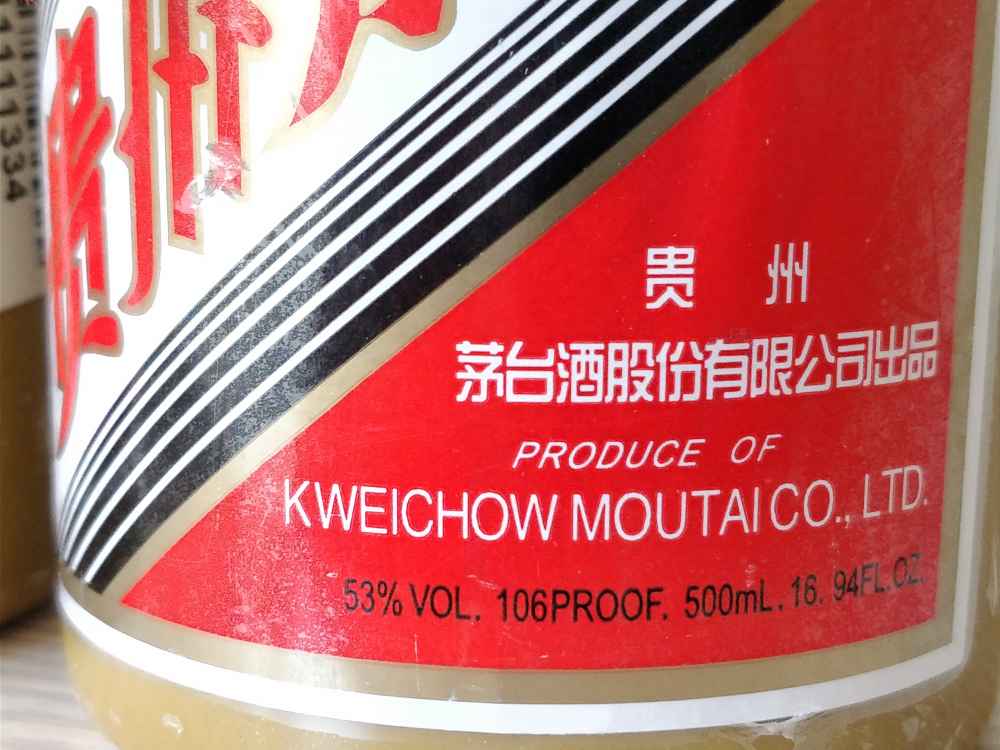 11111334
贵州
茅台酒股份有限公司出品
PRODUCE OF
KWEICHOW MOUTAI CO., LTD.
53% VOL. 106PROOF. 500mL. 16. 94FL.OZ.